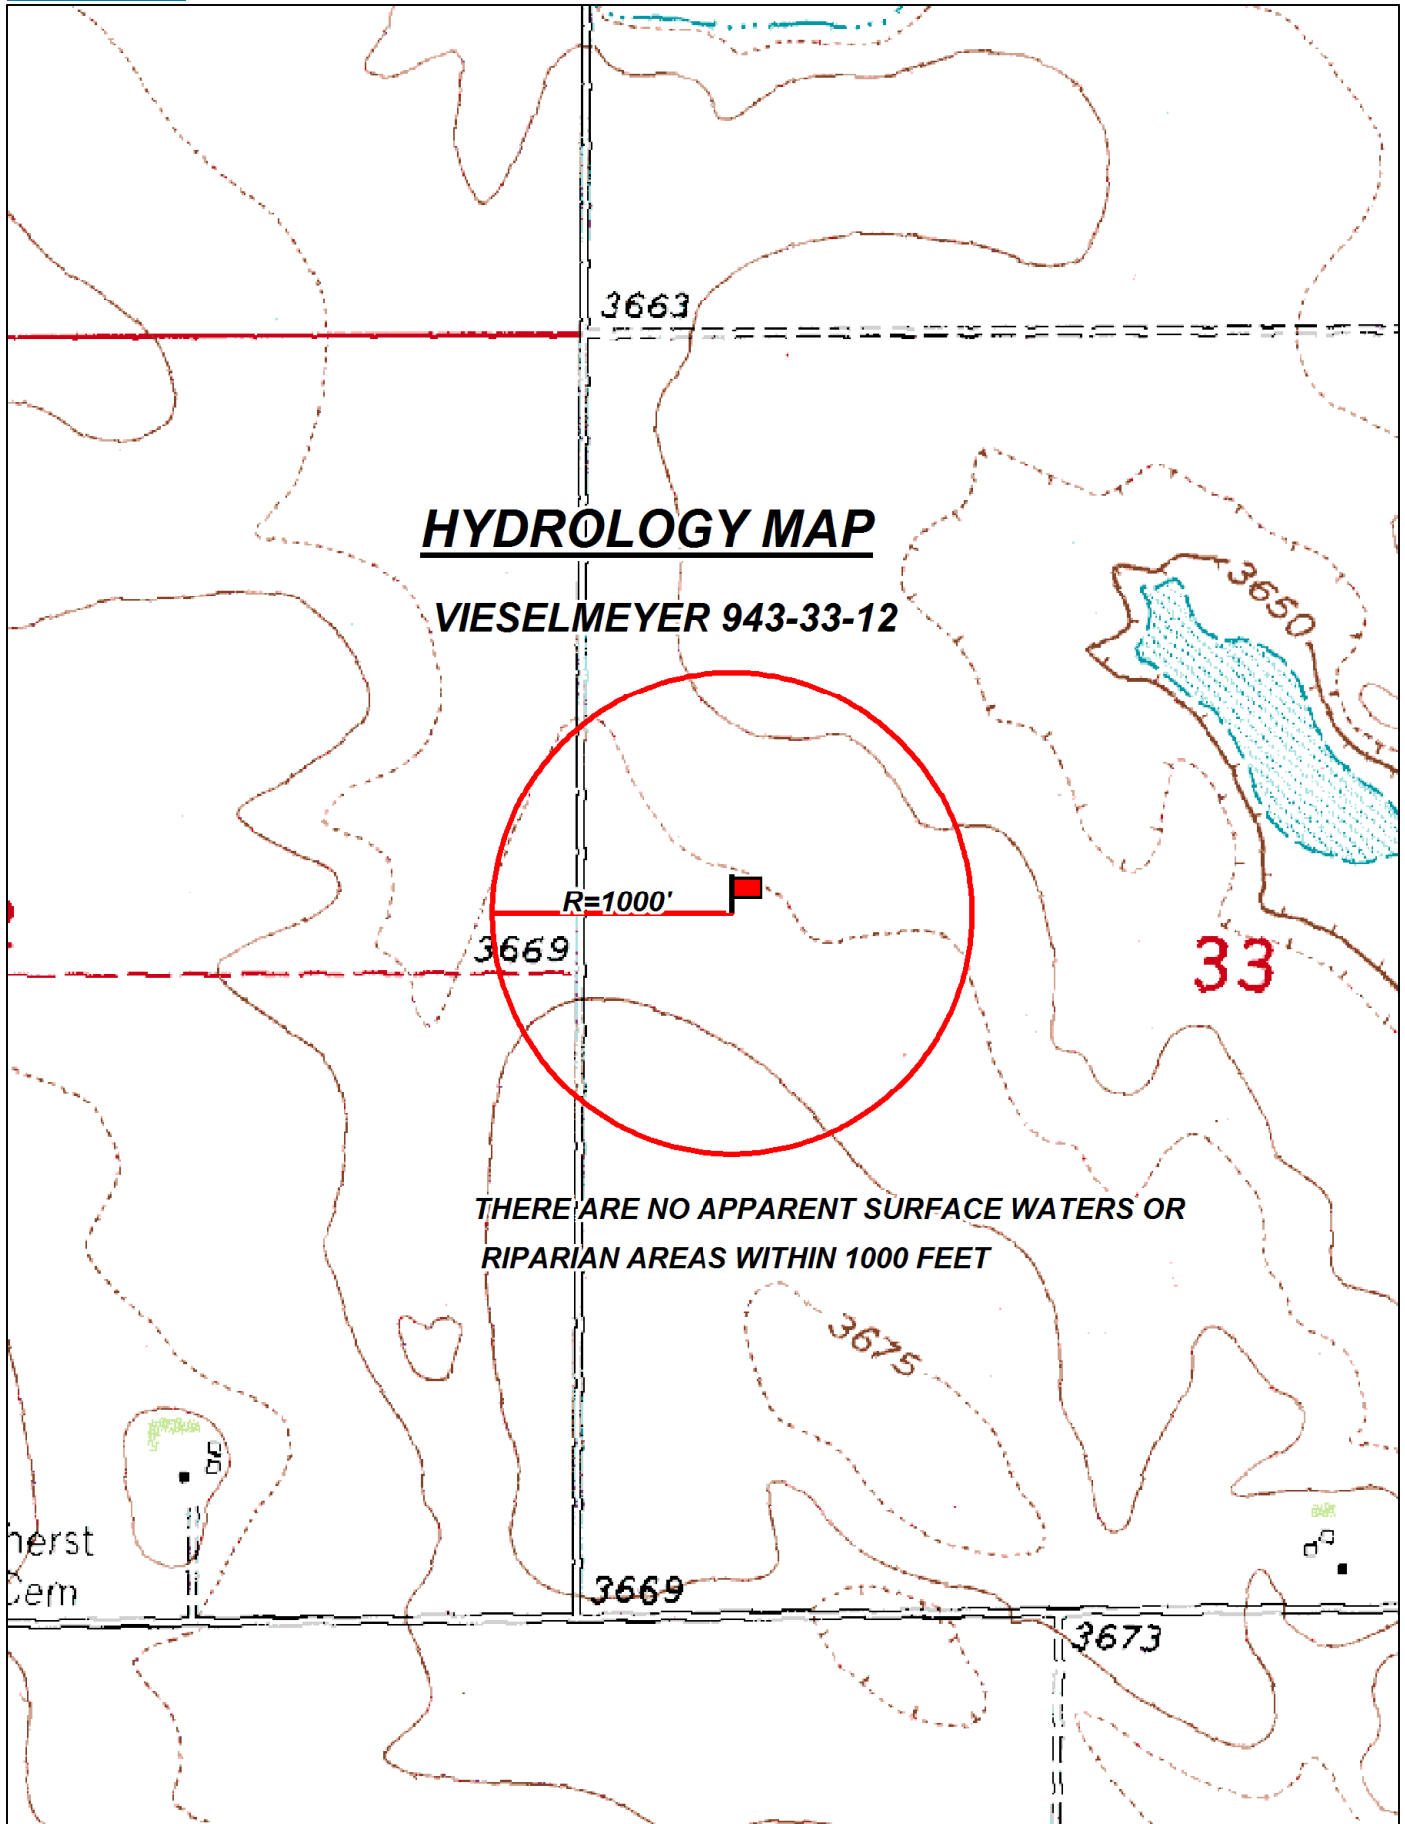 3663
HYDROLOGY MAP
3650
VIESELMEYER 943-33-12
R=1000'
3669
33
THERE ARE NO APPARENT SURFACE WATERS OR
RIPARIAN AREAS WITHIN 1000 FEET
3675
herst
Cem
3669
3673